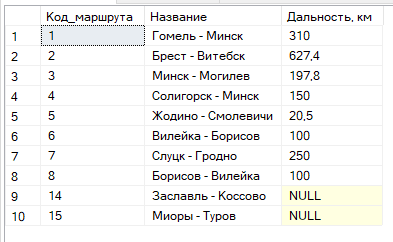 Код_маршрута Название Дальность, км
1 1 Гомель - Минск 310
2 2 Брест - Витебск 627,4
3 3 Минск - Могилев 197,8
4 4 Солигорск - Минск 150
5 5 Жодино - Смолевичи 20,5
6 6 Вилейка - Борисов 100
7 7 Слуцк - Гродно 250
8 8 Борисов - Вилейка 100
9 14 Заславль - Коссово NULL
10 15 Миоры - Туров NULL